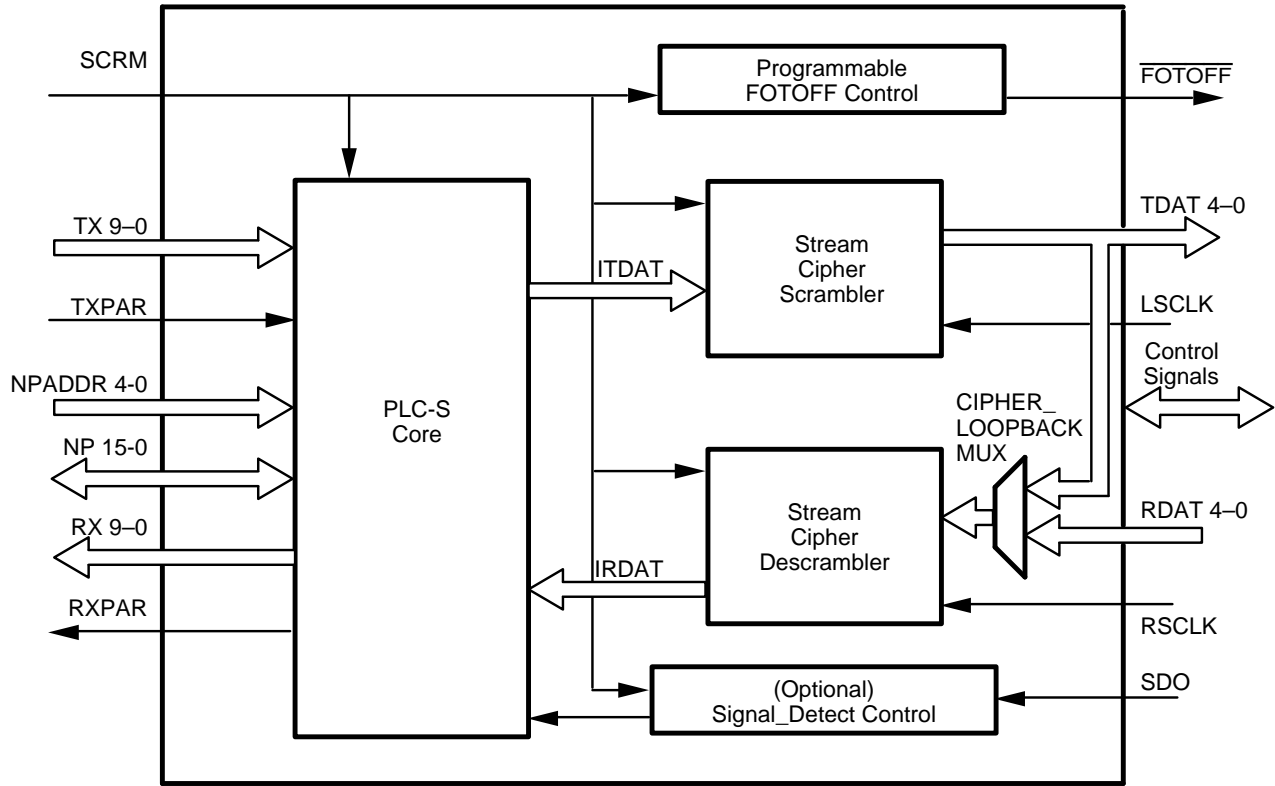 SCRM
Programmable
FOTOFF Control
FOTOFF
TX 9–0
TDAT 4–0
Stream
Cipher
Scrambler
ITDAT
TXPAR
LSCLK
NPADDR 4-0
Control
Signals
PLC-S
Core
CIPHER_
LOOPBACK
MUX
NP 15-0
RX 9–0
RDAT 4–0
Stream
Cipher
Descrambler
IRDAT
RXPAR
RSCLK
(Optional)
Signal_Detect Control
SDO